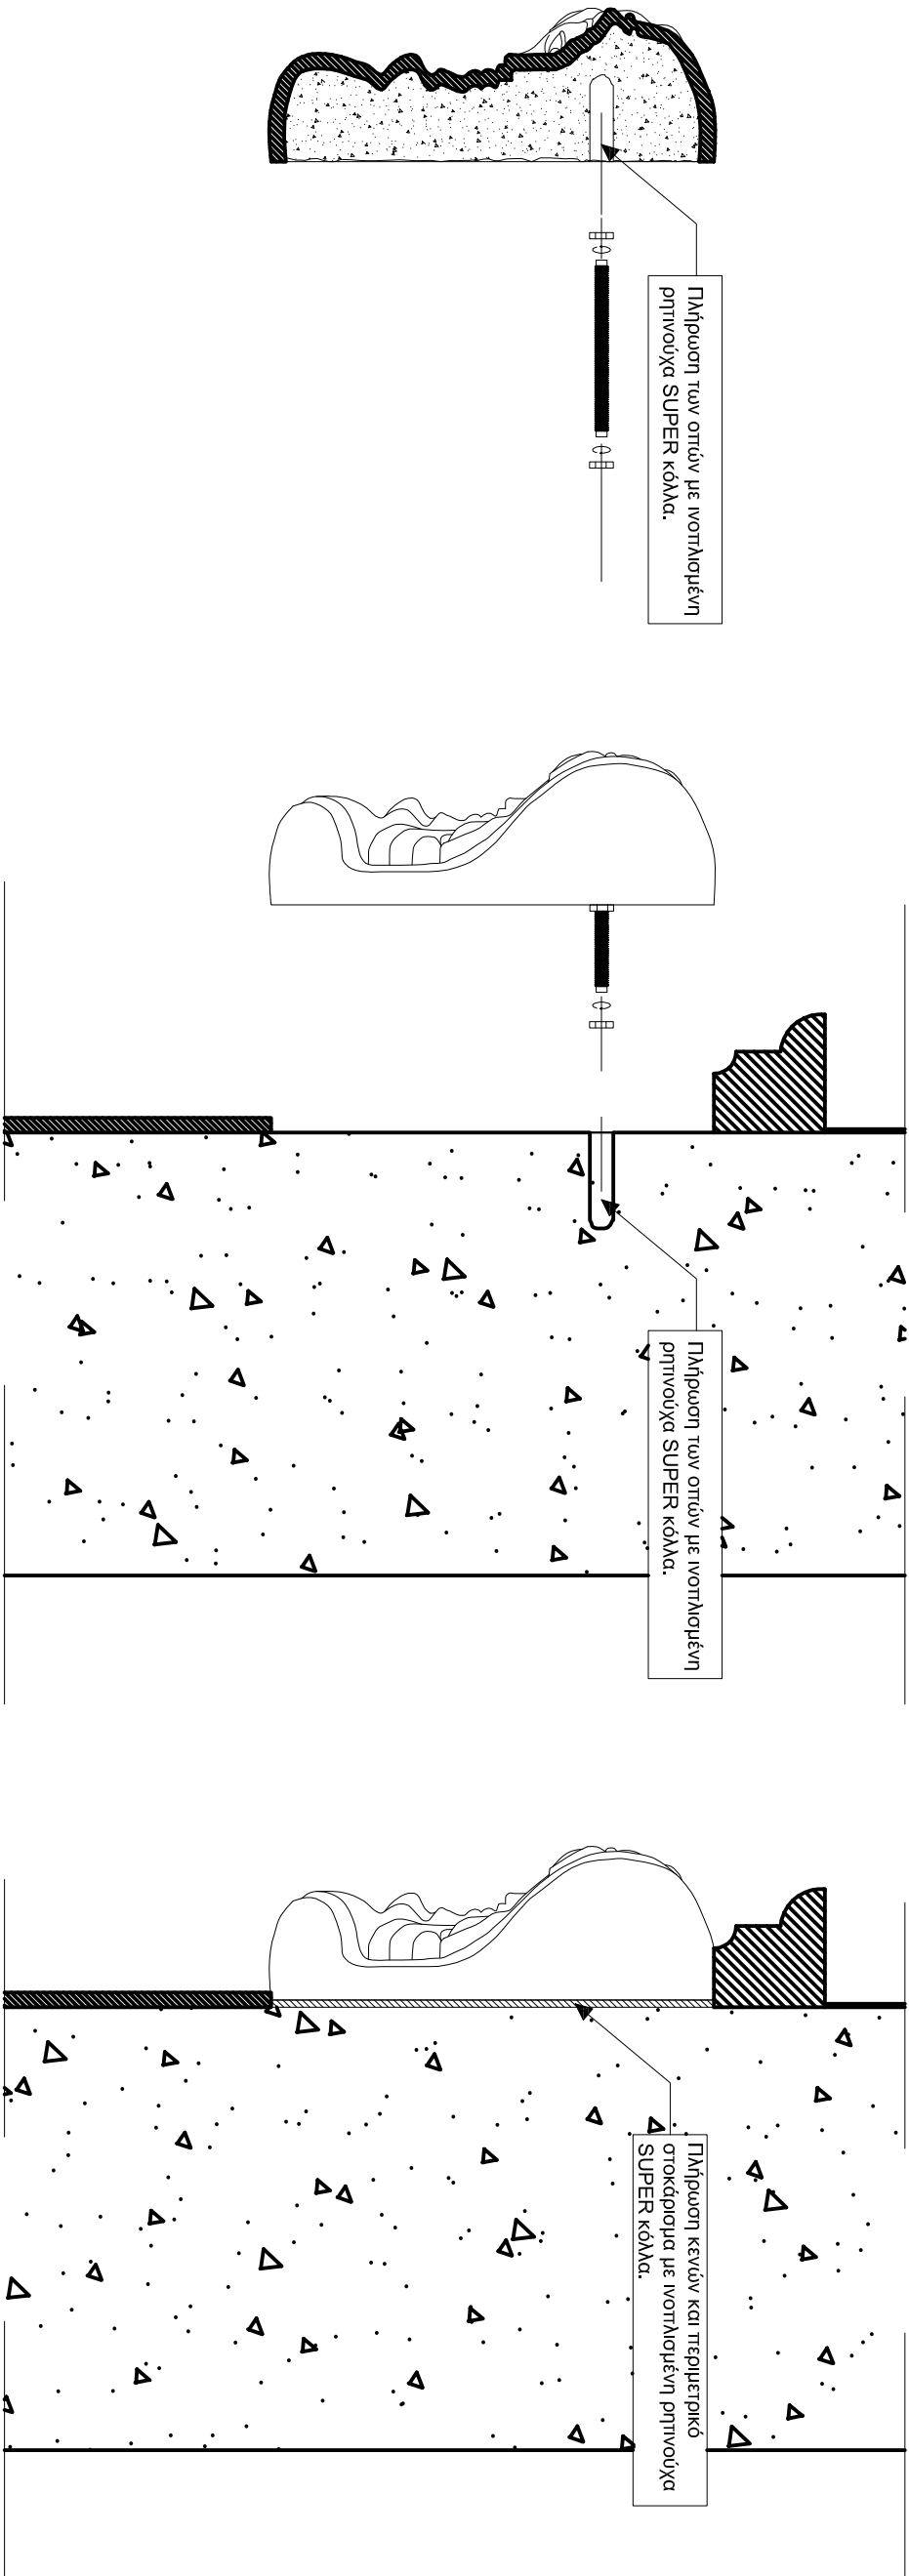 Πλήρωση των οπών με ινοπλισμένη
ρητινούχα SUPER κόλλα.
Πλήρωση των οπών με ινοπλισμένη
ρητινούχα SUPER κόλλα.
Πλήρωση κενών και περιμετρικό
στοκάρισμα με ινοπλισμένη ρητινούχα
SUPER κόλλα.